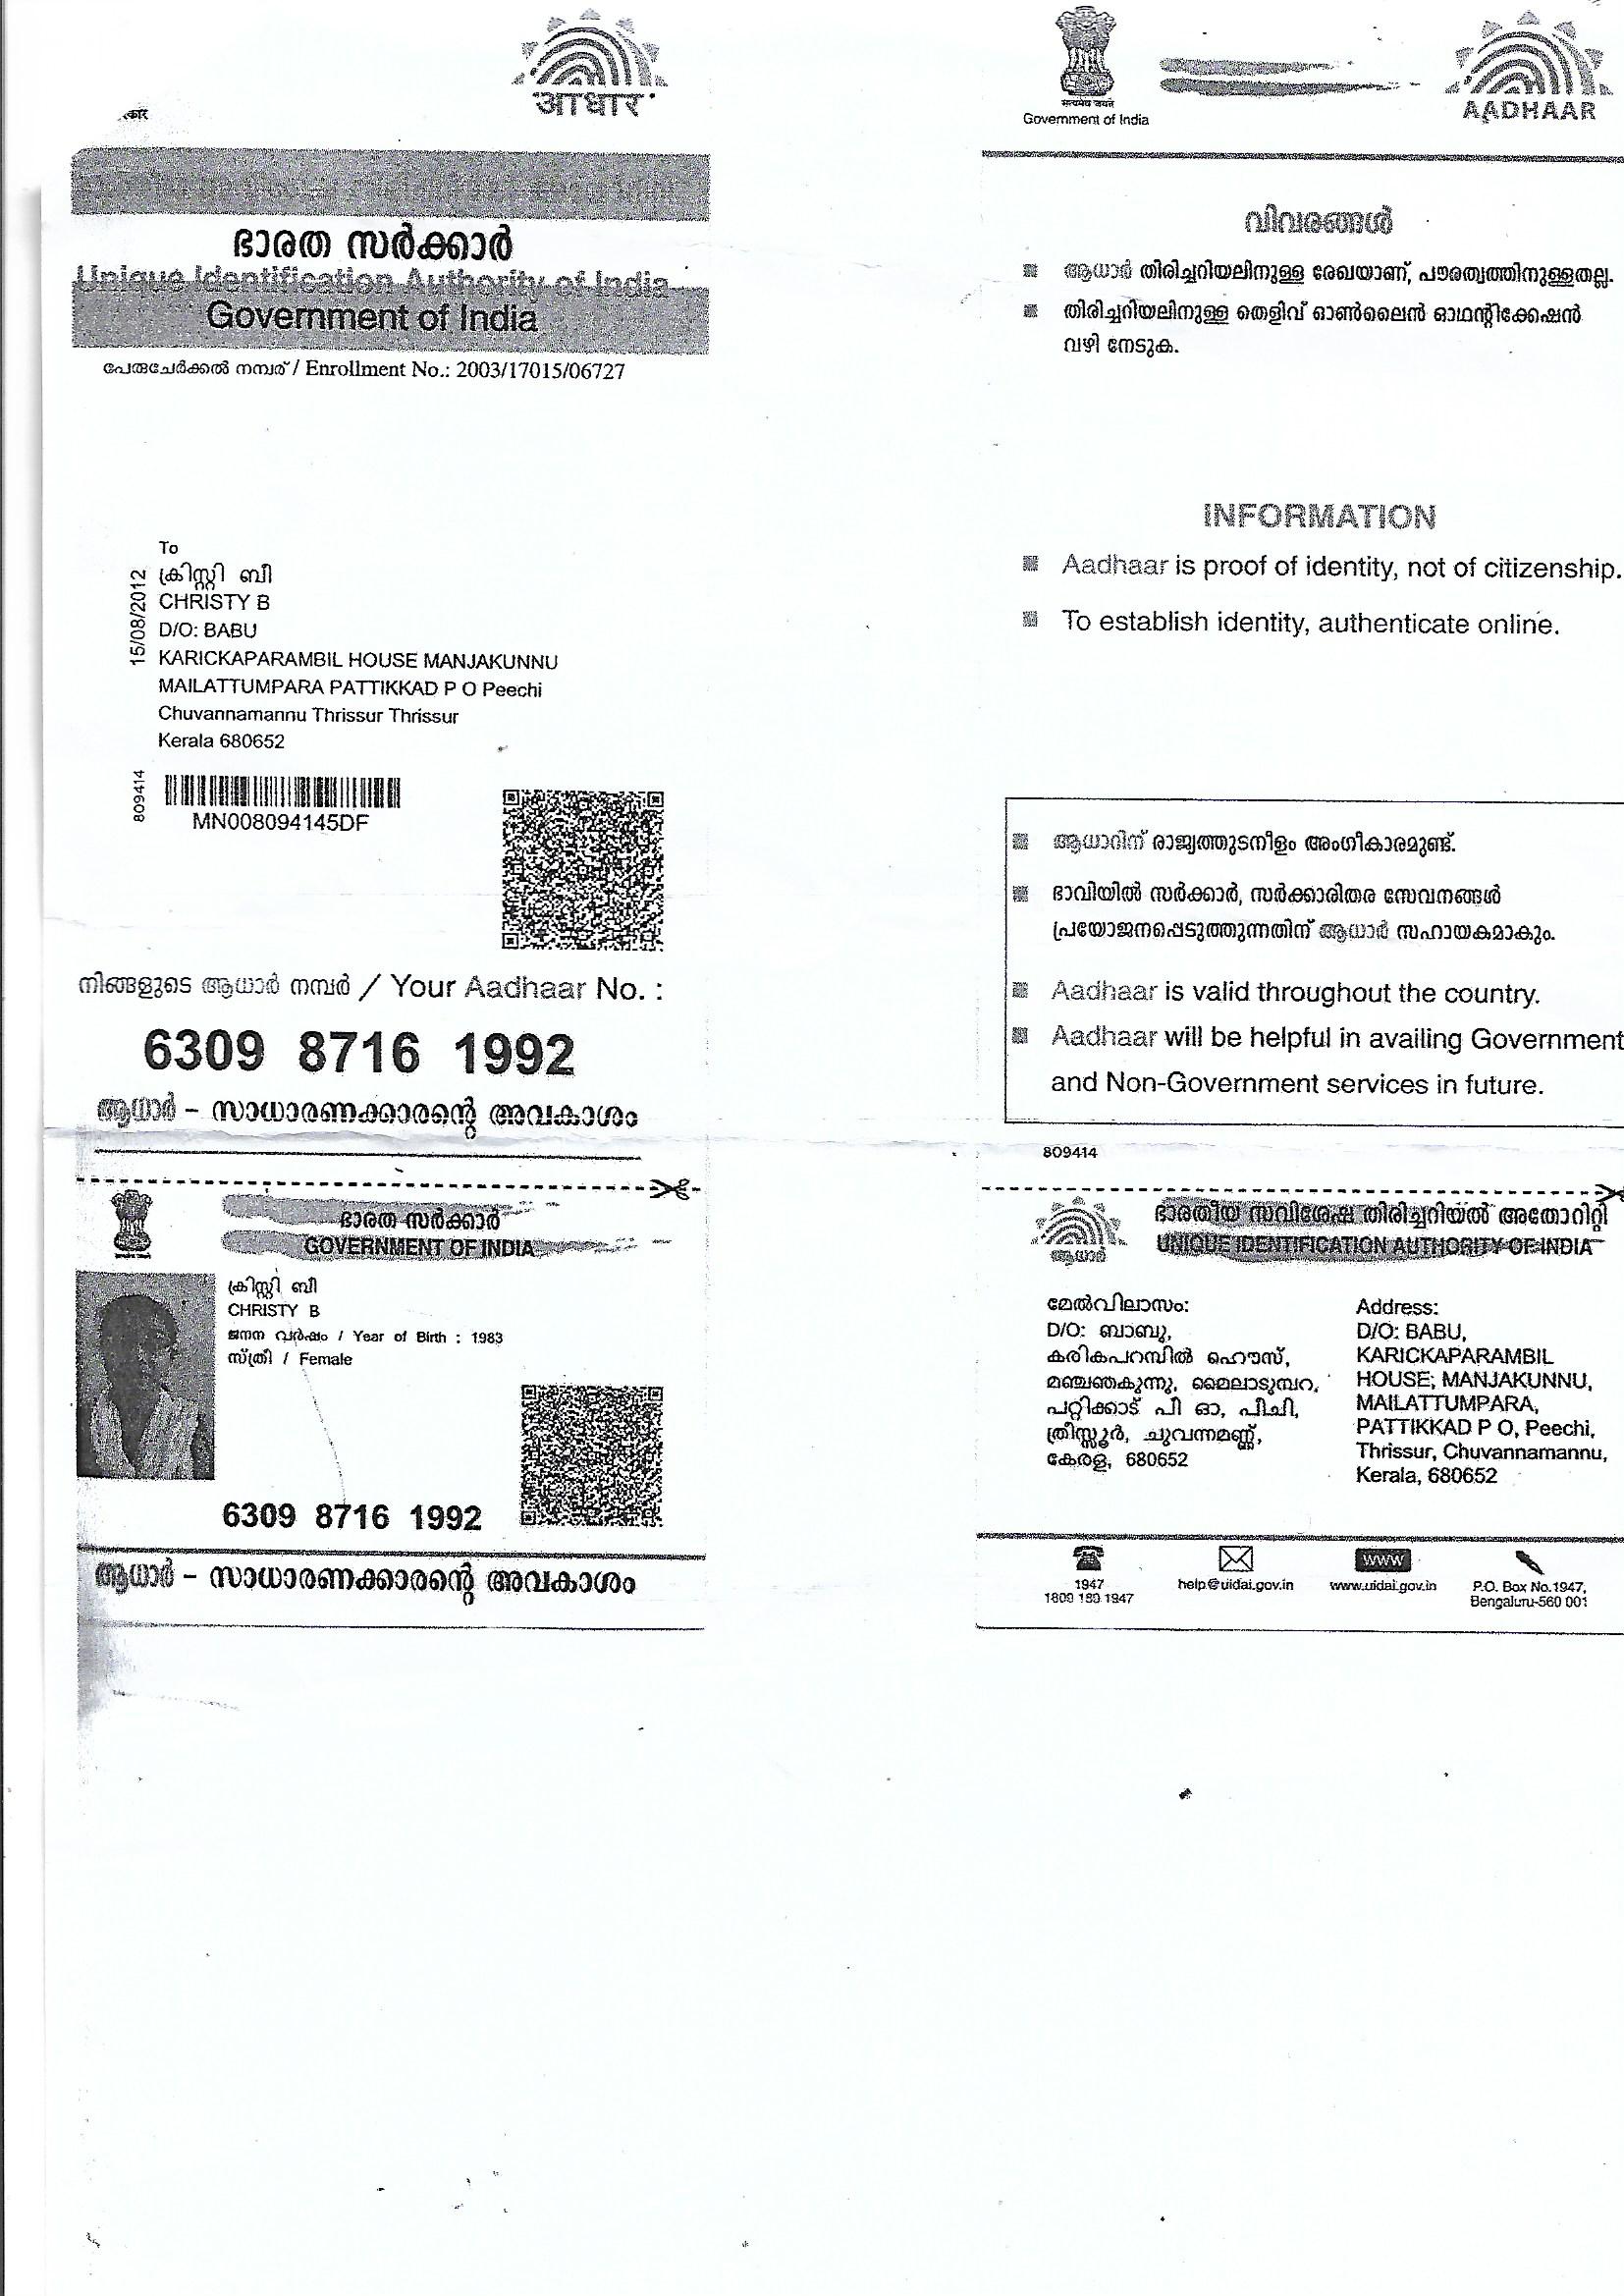 आधार
Government of India
AADHAAR
ഭാരത സർക്കാർ
Unique Identification Authority of India
Government of India
പേരുചേർക്കൽ നമ്പര് / Enrollment No.: 2003/17015/06727
To
ക്രിസ്റ്റി ബീ
CHRISTY B
D/O: BABU
KARICKAPARAMBIL HOUSE MANJAKUNNU
MAILATTUMPARA PATTIKKAD P O Peechi
Chuvannamannu Thrissur Thrissur
Kerala 680652
15/08/2012
809414
MN008094145DF
നിങ്ങളുടെ ആധാർ നമ്പർ / Your Aadhaar No. :
6309 8716 1992
ആധാർ – സാധാരണക്കാരന്റെ അവകാശം
ഭാരത സർക്കാർ
GOVERNMENT OF INDIA
ക്രിസ്റ്റി ബീ
CHRISTY B
ജനന വർഷം / Year of Birth : 1983
സ്ത്രീ / Female
6309 8716 1992
ആധാർ – സാധാരണക്കാരന്റെ അവകാശം
വിവരങ്ങൾ
ആധാർ തിരിച്ചറിയലിനുള്ള രേഖയാണ്, പൗരത്വത്തിനുള്ളതല്ല.
തിരിച്ചറിയലിനുള്ള തെളിവ് ഓൺലൈൻ ഓഥന്റിക്കേഷൻ
വഴി നേടുക.
INFORMATION
Aadhaar is proof of identity, not of citizenship.
To establish identity, authenticate online.
ആധാറിന് രാജ്യത്തുടനീളം അംഗീകാരമുണ്ട്.
ഭാവിയിൽ സർക്കാർ, സർക്കാരിതര സേവനങ്ങൾ
പ്രയോജനപ്പെടുത്തുന്നതിന് ആധാർ സഹായകമാകും.
Aadhaar is valid throughout the country.
Aadhaar will be helpful in availing Government
and Non-Government services in future.
809414
ഭാരതീയ സവിശേഷ തിരിച്ചറിയൽ അതോറിറ്റി
UNIQUE IDENTIFICATION AUTHORITY OF INDIA
ആധാർ
മേൽവിലാസം:
D/O: ബാബു,
കരികപറമ്പിൽ ഹൌസ്,
മഞ്ഞകുന്നു, മൈലാടുമ്പറ,
പറ്റിക്കാട് പീ ഓ, പീചി,
ത്രീസ്സൂർ, ചുവന്നമണ്ണ്,
കേരള, 680652
Address:
D/O: BABU,
KARICKAPARAMBIL
HOUSE, MANJAKUNNU,
MAILATTUMPARA,
PATTIKKAD P O, Peechi,
Thrissur, Chuvannamannu,
Kerala, 680652
1947
1800 180 1947
help@uidai.gov.in
www
www.uidai.gov.in
P.O. Box No.1947,
Bengaluru-560 001